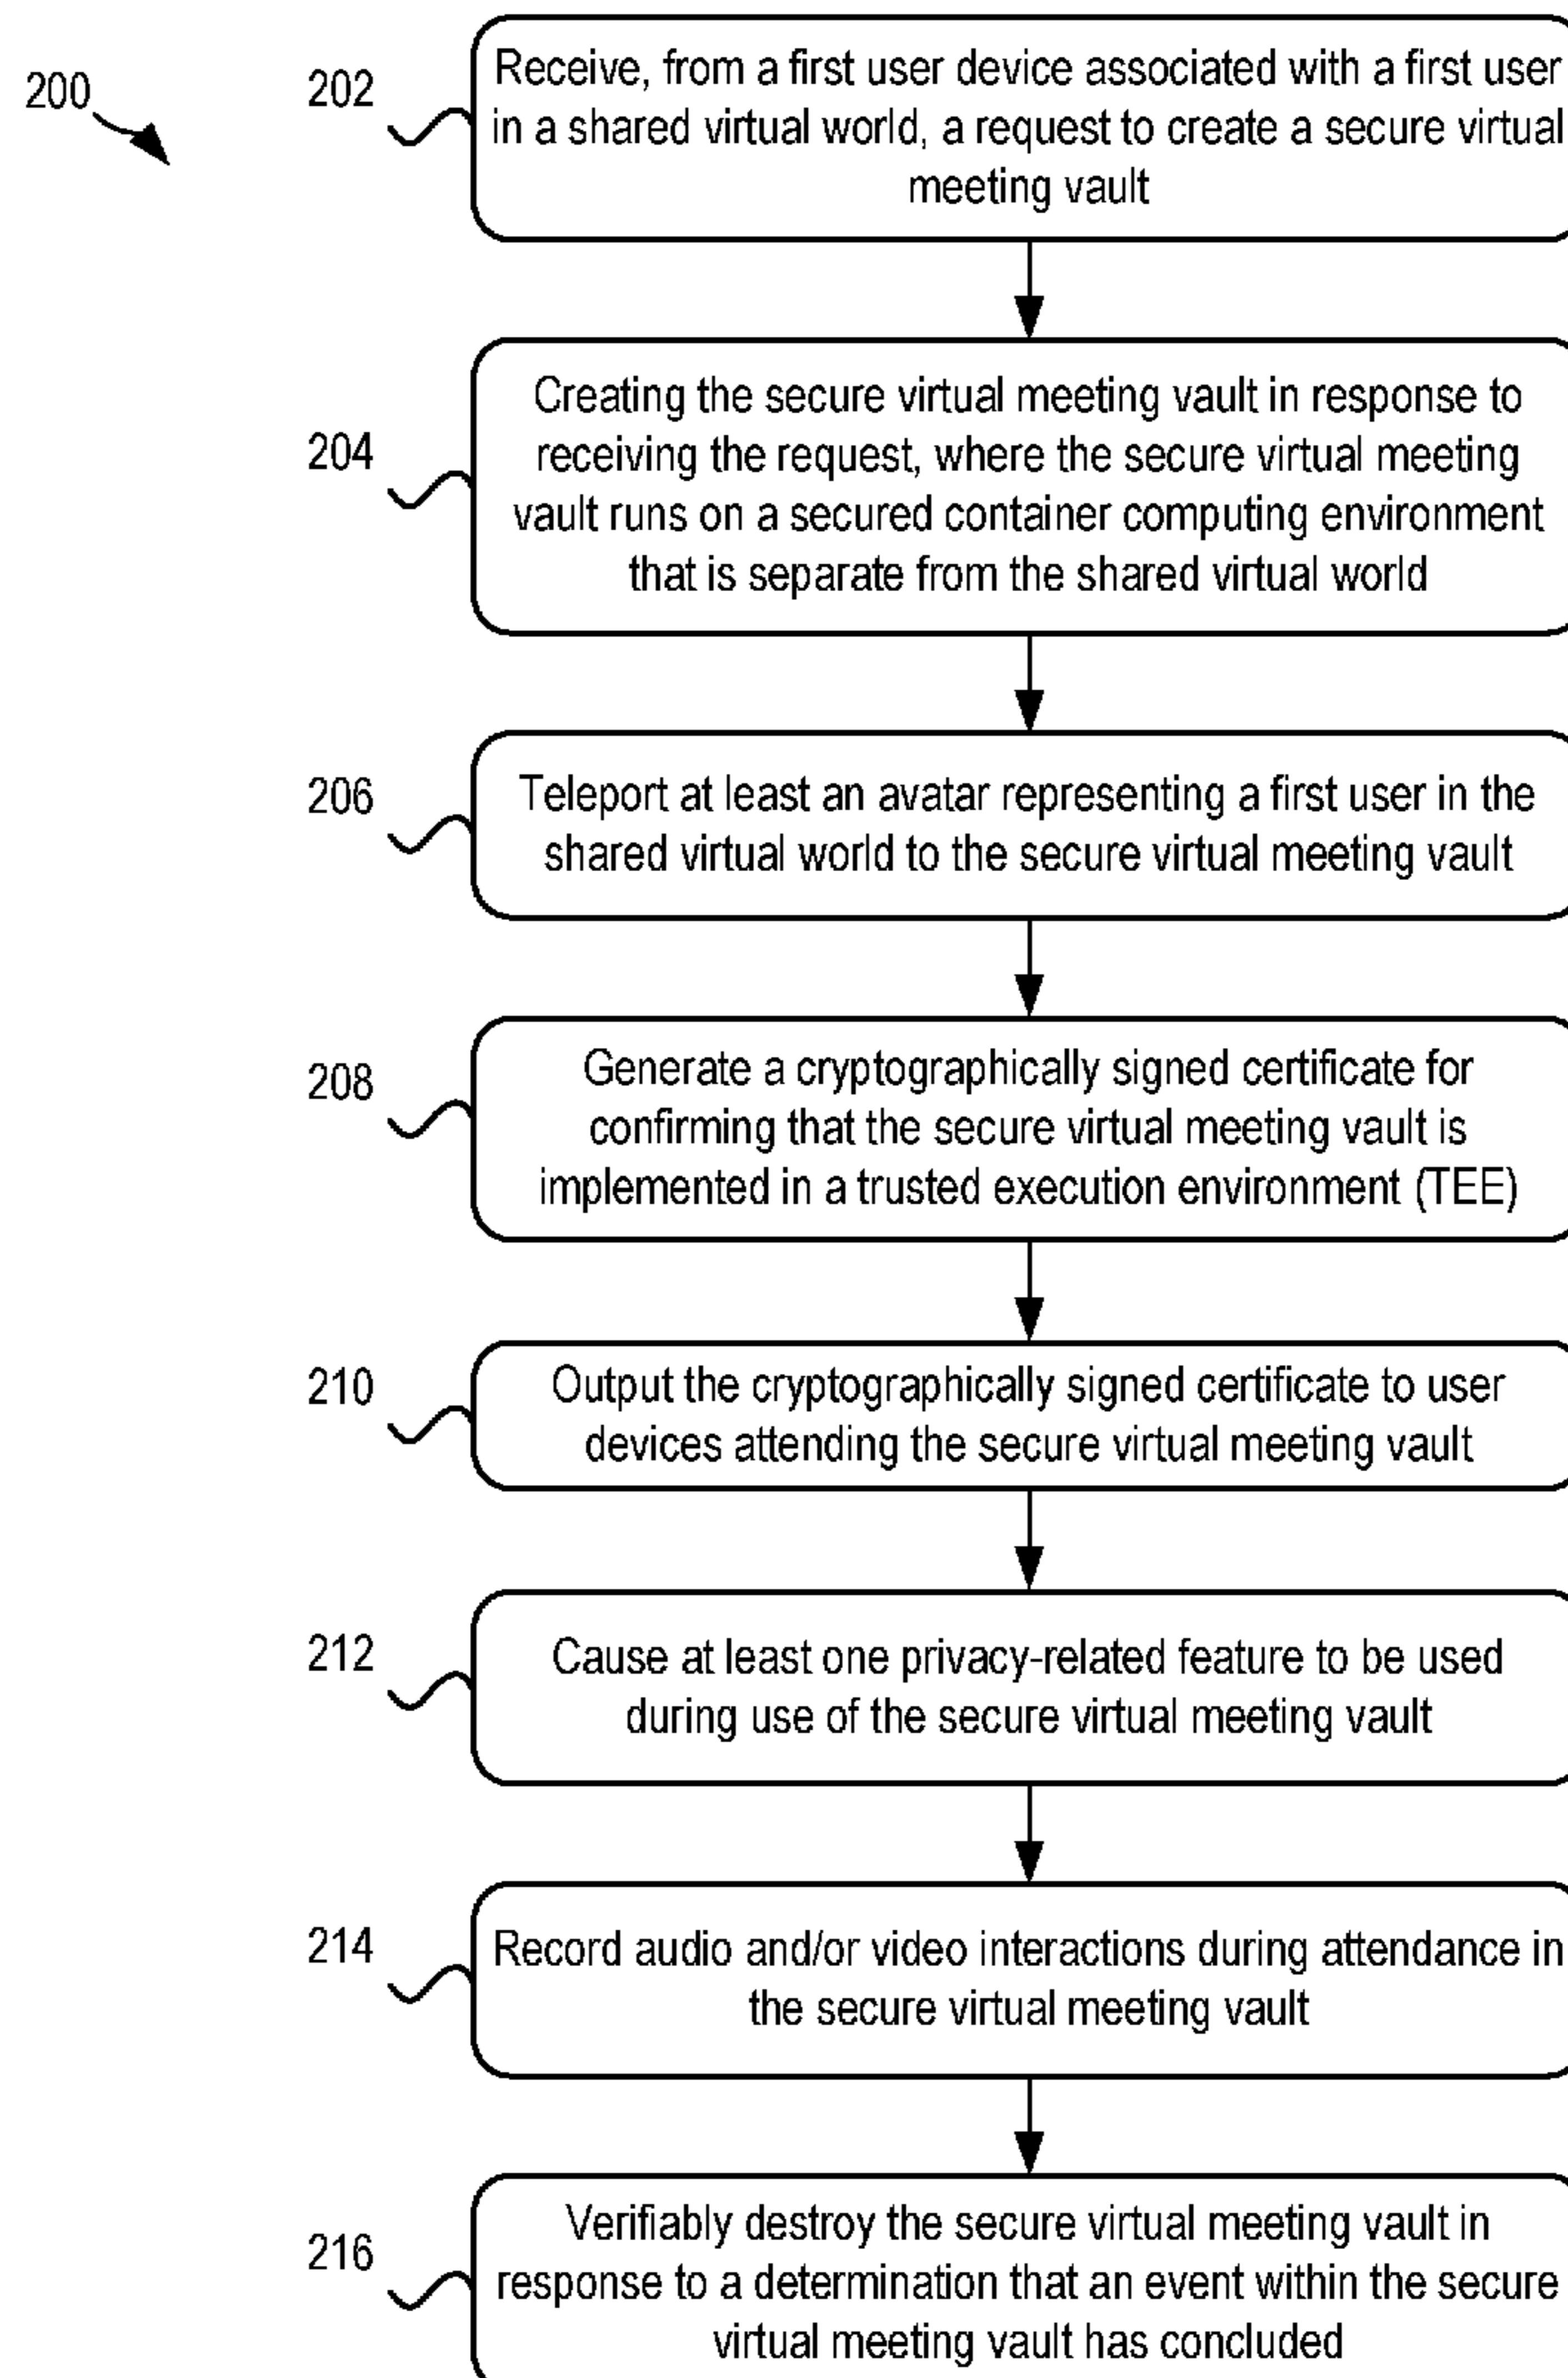 200
202
Receive, from a first user device associated with a first user
in a shared virtual world, a request to create a secure virtual
meeting vault
204
Creating the secure virtual meeting vault in response to
receiving the request, where the secure virtual meeting
vault runs on a secured container computing environment
that is separate from the shared virtual world
206
Teleport at least an avatar representing a first user in the
shared virtual world to the secure virtual meeting vault
208
Generate a cryptographically signed certificate for
confirming that the secure virtual meeting vault is
implemented in a trusted execution environment (TEE)
210
Output the cryptographically signed certificate to user
devices attending the secure virtual meeting vault
212
Cause at least one privacy-related feature to be used
during use of the secure virtual meeting vault
214
Record audio and/or video interactions during attendance in
the secure virtual meeting vault
216
Verifiably destroy the secure virtual meeting vault in
response to a determination that an event within the secure
virtual meeting vault has concluded